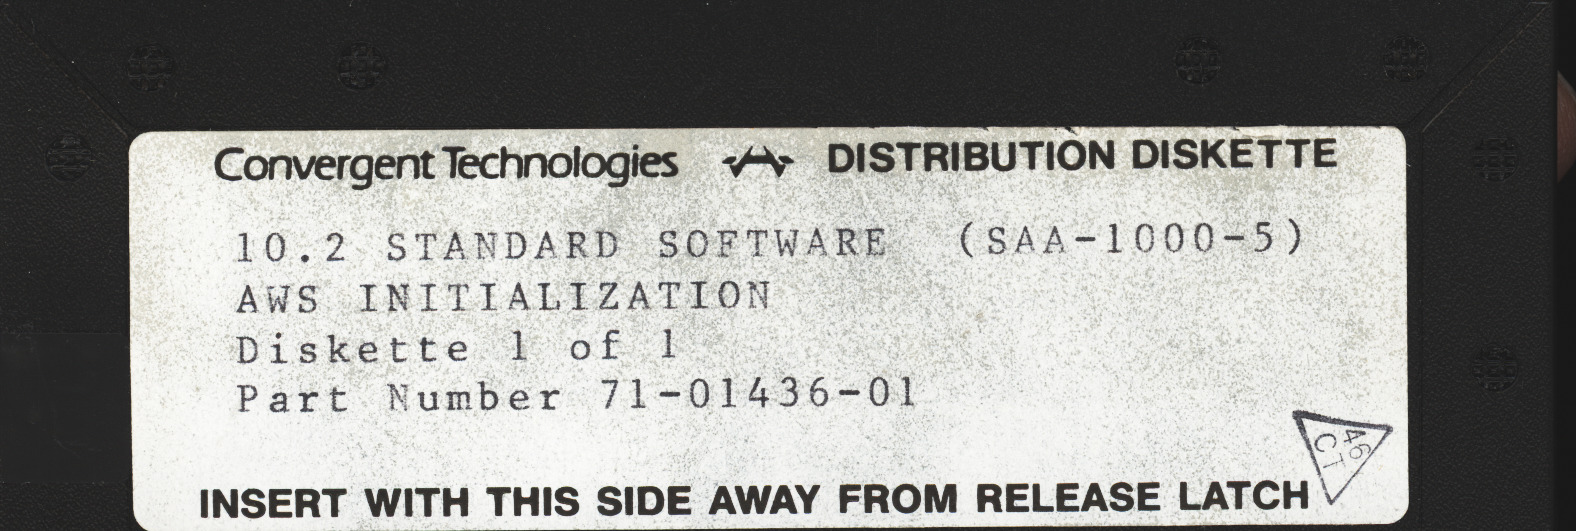 Convergent Technologies DISTRIBUTION DISKETTE
10.2 STANDARD SOFTWARE (SAA-1000-5)
AWS INITIALIZATION
Diskette 1 of 1
Part Number 71-01436-01
46
CT
INSERT WITH THIS SIDE AWAY FROM RELEASE LATCH